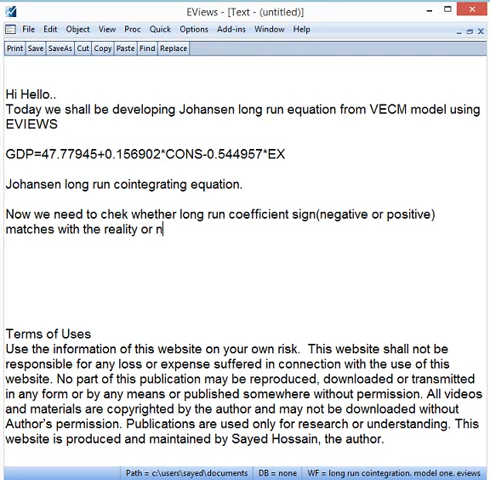 EViews - [Text - (untitled)]
File Edit Object View Proc Quick Options Add-ins Window Help
Print Save SaveAs Cut Copy Paste Find Replace
Hi Hello..
Today we shall be developing Johansen long run equation from VECM model using
EVIEWS
GDP=47.77945+0.156902*CONS-0.544957*EX
Johansen long run cointegrating equation.
Now we need to chek whether long run coefficient sign(negative or positive)
matches with the reality or n
Terms of Uses
Use the information of this website on your own risk. This website shall not be
responsible for any loss or expense suffered in connection with the use of this
website. No part of this publication may be reproduced, downloaded or transmitted
in any form or by any means or published somewhere without permission. All videos
and materials are copyrighted by the author and may not be downloaded without
Author's permission. Publications are used only for research or understanding. This
website is produced and maintained by Sayed Hossain, the author.
Path = c:\users\sayed\documents DB = none WF = long run cointegration, model one, eviews